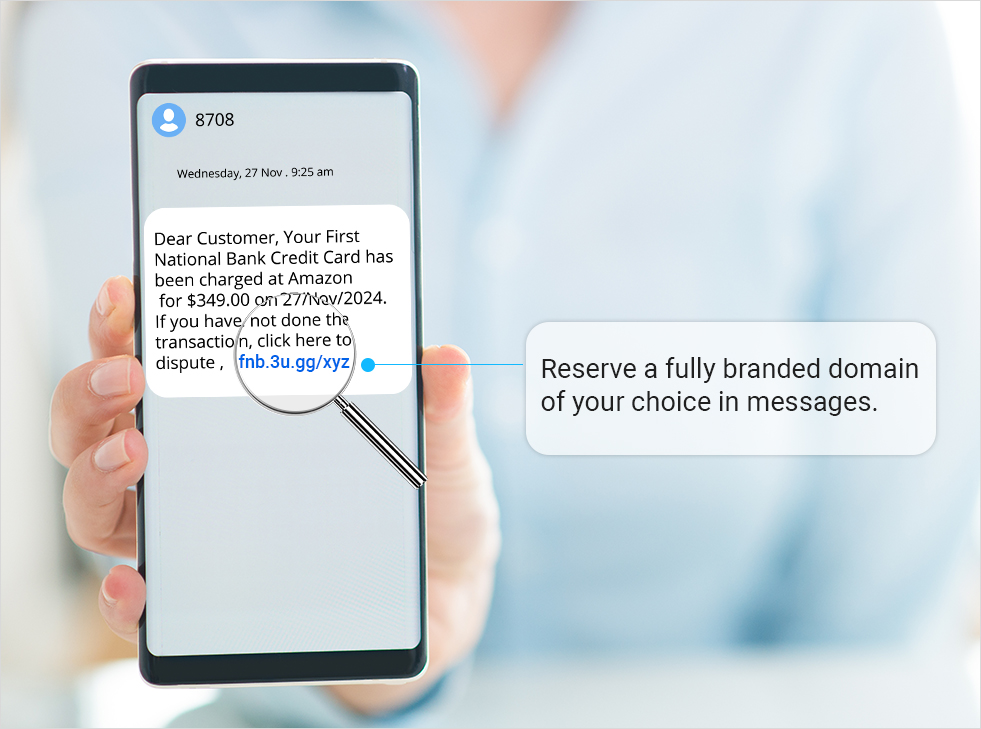 8708
Wednesday, 27 Nov . 9:25 am
Dear Customer, Your First
National Bank Credit Card has
been charged at Amazon
for $349.00 on 27/Nov/2024.
If you have not done the
transaction, click here to
dispute , fnb.3u.gg/xyz
Reserve a fully branded domain
of your choice in messages.